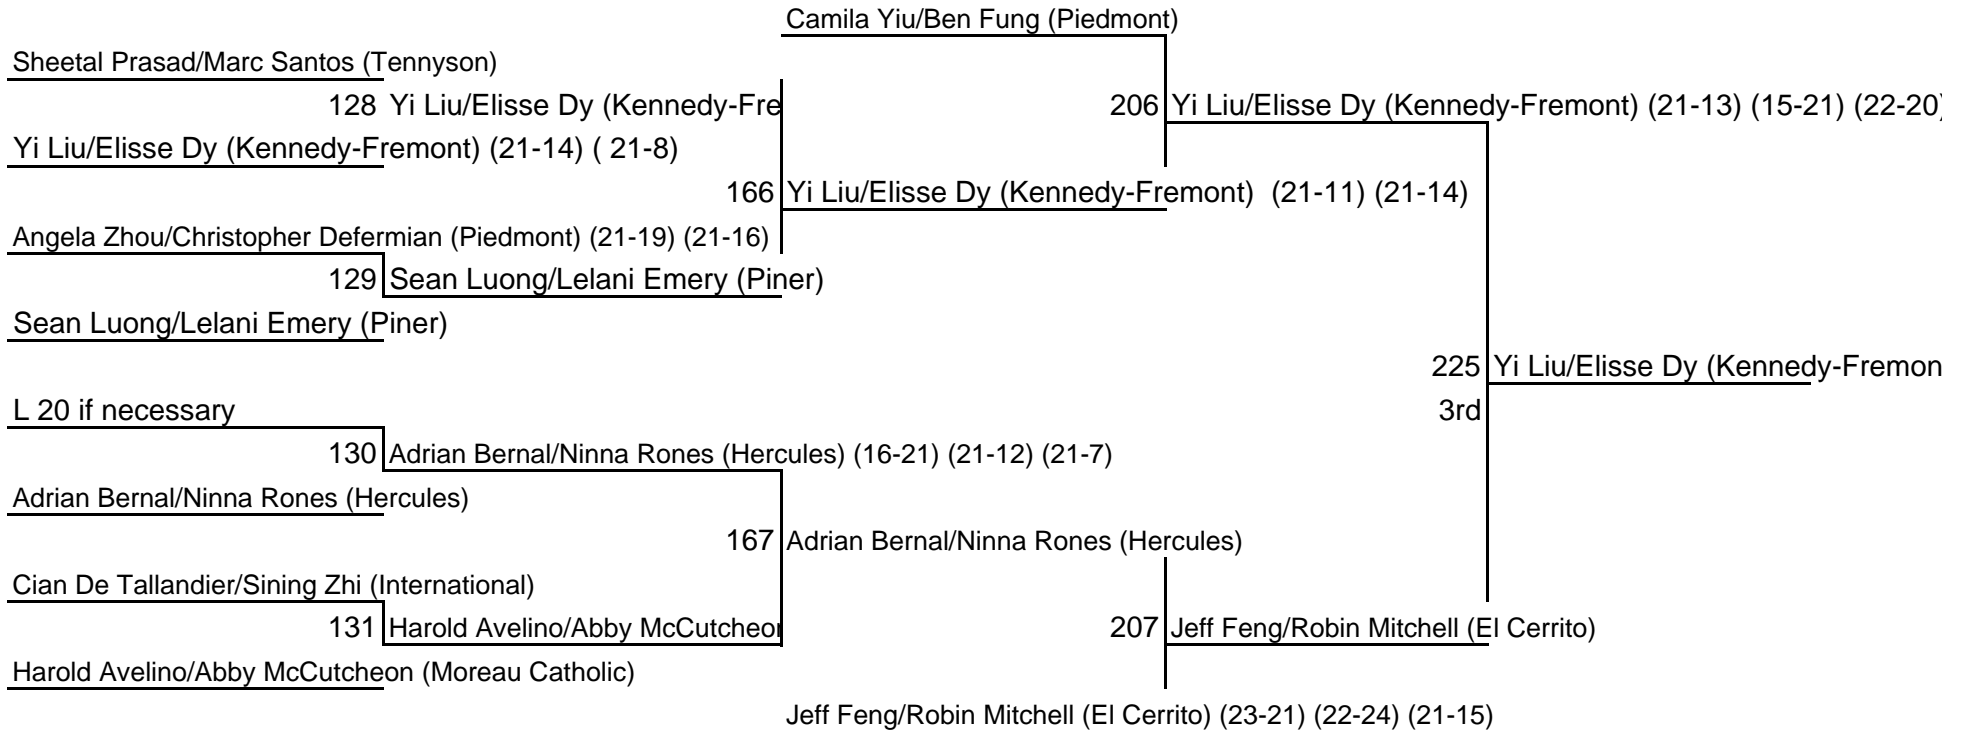 Camila Yiu/Ben Fung (Piedmont)
Sheetal Prasad/Marc Santos (Tennyson)
128 Yi Liu/Elisse Dy (Kennedy-Fre
206 Yi Liu/Elisse Dy (Kennedy-Fremont) (21-13) (15-21) (22-20)
Yi Liu/Elisse Dy (Kennedy-Fremont) (21-14) ( 21-8)
166 Yi Liu/Elisse Dy (Kennedy-Fremont)  (21-11) (21-14)
Angela Zhou/Christopher Defermian (Piedmont) (21-19) (21-16)
129 Sean Luong/Lelani Emery (Piner)
Sean Luong/Lelani Emery (Piner)
225 Yi Liu/Elisse Dy (Kennedy-Fremon
L 20 if necessary
3rd
130 Adrian Bernal/Ninna Rones (Hercules) (16-21) (21-12) (21-7)
Adrian Bernal/Ninna Rones (Hercules)
167 Adrian Bernal/Ninna Rones (Hercules)
Cian De Tallandier/Sining Zhi (International)
131 Harold Avelino/Abby McCutcheon
207 Jeff Feng/Robin Mitchell (El Cerrito)
Harold Avelino/Abby McCutcheon (Moreau Catholic)
Jeff Feng/Robin Mitchell (El Cerrito) (23-21) (22-24) (21-15)